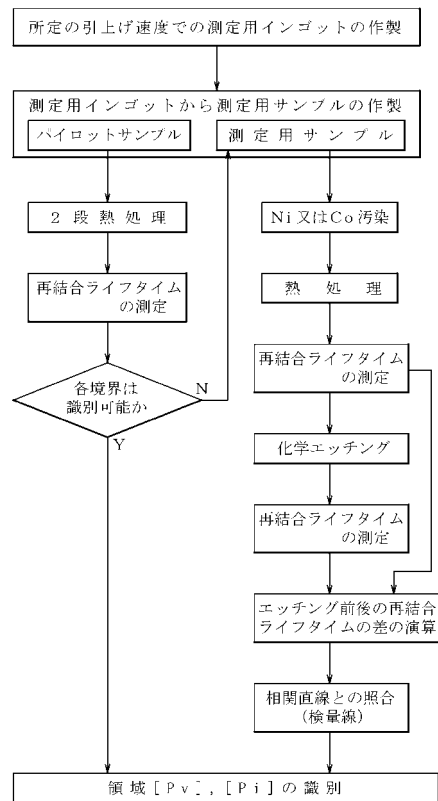 所定の引上げ速度での測定用インゴットの作製
測定用インゴットから測定用サンプルの作製
パイロットサンプル
測定用サンプル
2段熱処理
再結合ライフタイム
の測定
各境界は
識別可能か
N
Y
Ni又はCo汚染
熱処理
再結合ライフタイム
の測定
化学エッチング
再結合ライフタイム
の測定
エッチング前後の再結合
ライフタイムの差の演算
相関直線との照合
(検量線)
領域[Pv],[Pi]の識別